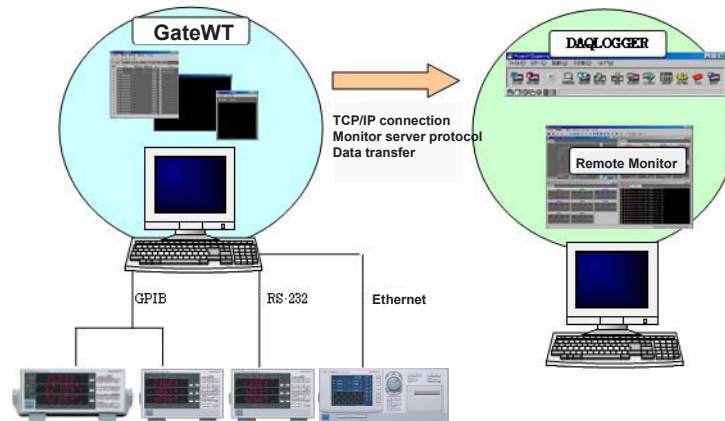 GateWT
DAQLOGGER
TCP/IP connection
Monitor server protocol
Data transfer
Remote Monitor
GPIB
RS-232
Ethernet